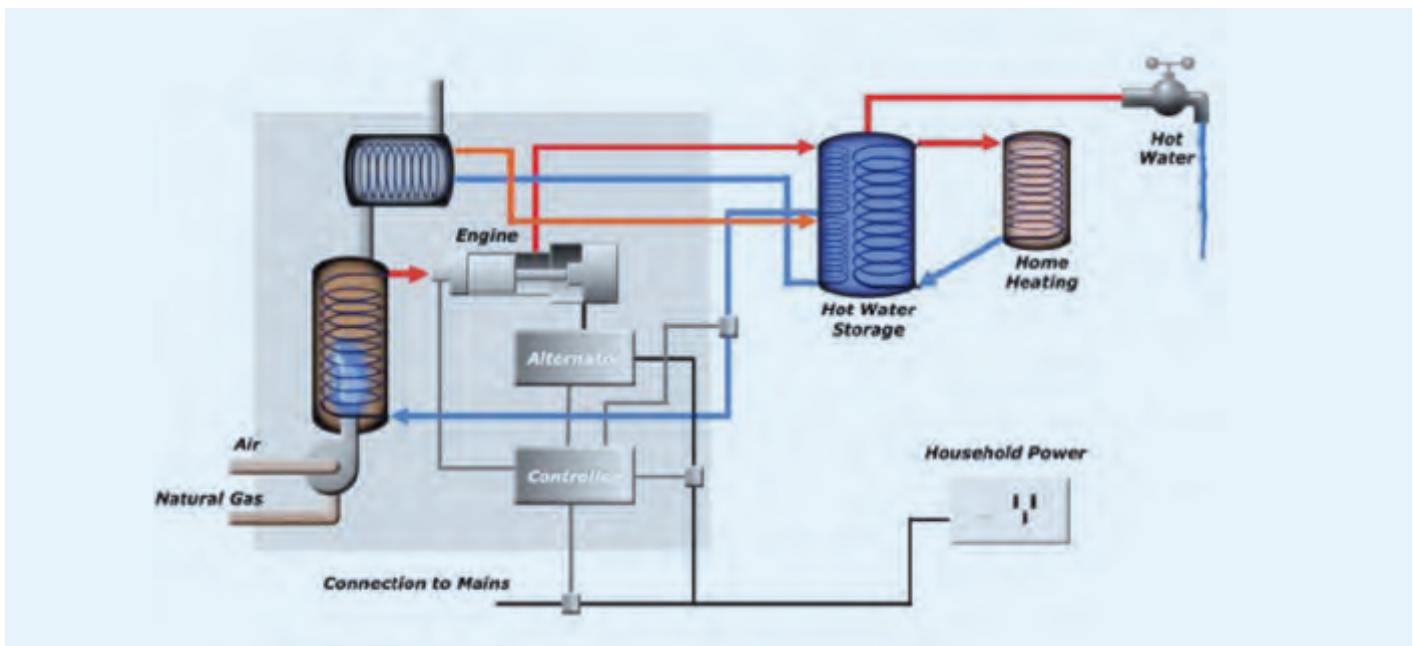 Hot
Water
Engine
Home
Heating
Hot Water
Storage
Alternator
Air
Household Power
Controller
Natural Gas
Connection to Mains